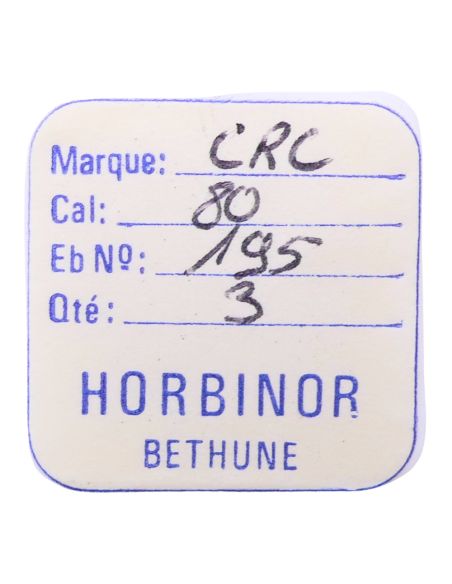 Marque: CRC
Cal: 80
Eb Nº: 195
Qté: 3
HORBINOR
BETHUNE